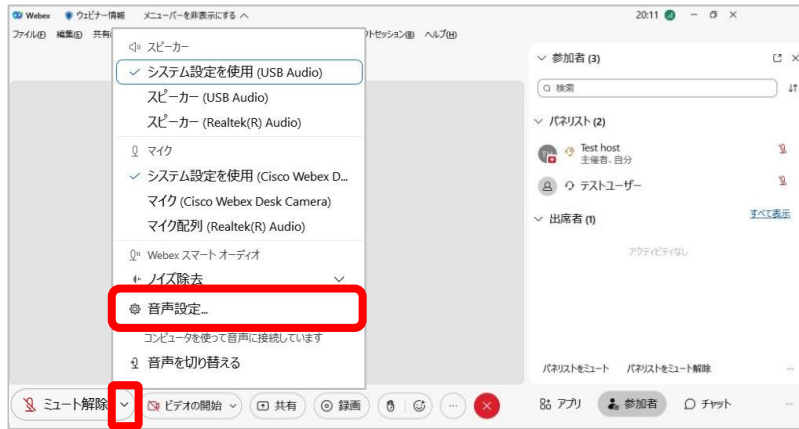 Webex ウェビナー情報 メニューバーを非表示にする 20:11
ファイル(F) 編集(E) 共有 トセッション(B) ヘルプ(H)
スピーカー
システム設定を使用 (USB Audio)
スピーカー (USB Audio)
スピーカー (Realtek(R) Audio)
マイク
システム設定を使用 (Cisco Webex D...
マイク (Cisco Webex Desk Camera)
マイク配列 (Realtek(R) Audio)
Webex スマート オーディオ
ノイズ除去
音声設定...
コンピュータを使って音声に接続しています
音声を切り替える
参加者 (3)
検索
パネリスト (2)
Test host
主催者、自分
テストユーザー
出席者 (1) すべて表示
アクティビティなし
パネリストをミュート パネリストをミュート解除 ...
ミュート解除 ビデオの開始 共有 録画 ... アプリ 参加者 チャット ...